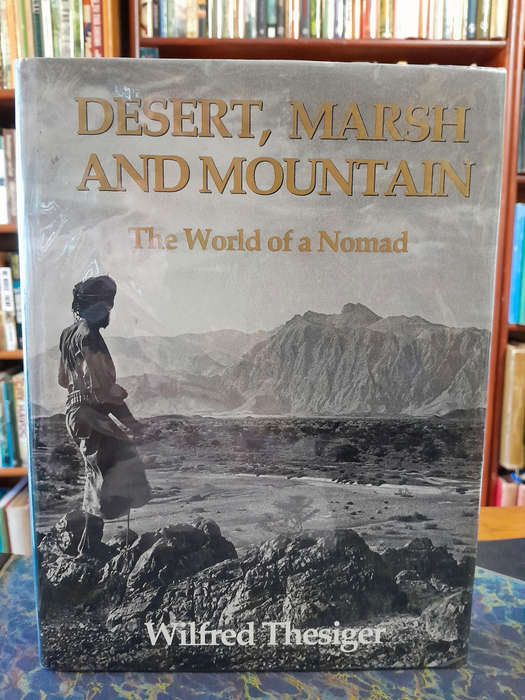 DESERT, MARSH
AND MOUNTAIN
The World of a Nomad
Wilfred Thesiger